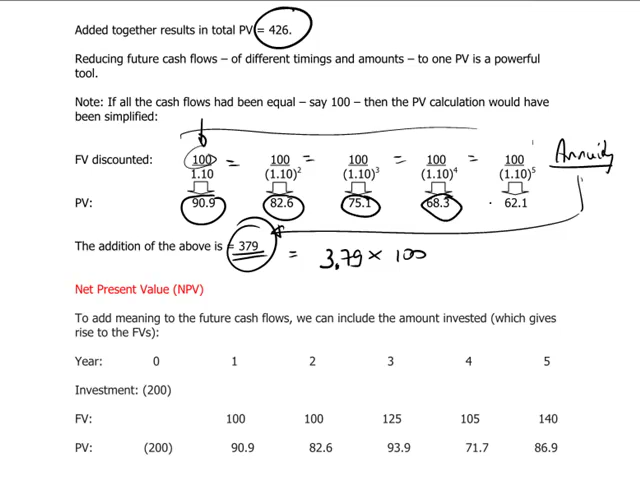 Added together results in total PV = 426.
Reducing future cash flows – of different timings and amounts – to one PV is a powerful
tool.
Note: If all the cash flows had been equal – say 100 – then the PV calculation would have
been simplified:
FV discounted: 100 = 100 = 100 = 100 = 100 Annuity
1.10 (1.10)² (1.10)³ (1.10)⁴ (1.10)⁵
PV: 90.9 82.6 75.1 68.3 62.1
The addition of the above is = 379 = 3.79 × 100
Net Present Value (NPV)
To add meaning to the future cash flows, we can include the amount invested (which gives
rise to the FVs):
Year: 0 1 2 3 4 5
Investment: (200)
FV: 100 100 125 105 140
PV: (200) 90.9 82.6 93.9 71.7 86.9